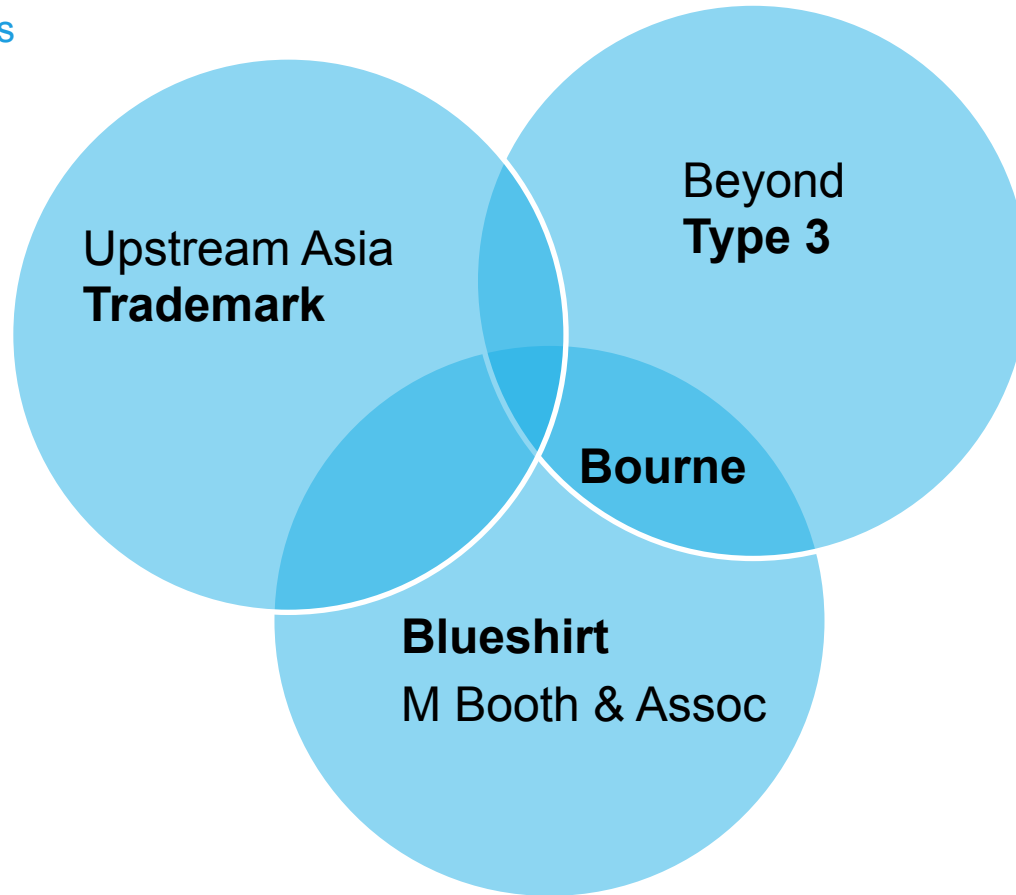 s
Beyond
Type 3
Upstream Asia
Trademark
Bourne
Blueshirt
M Booth & Assoc